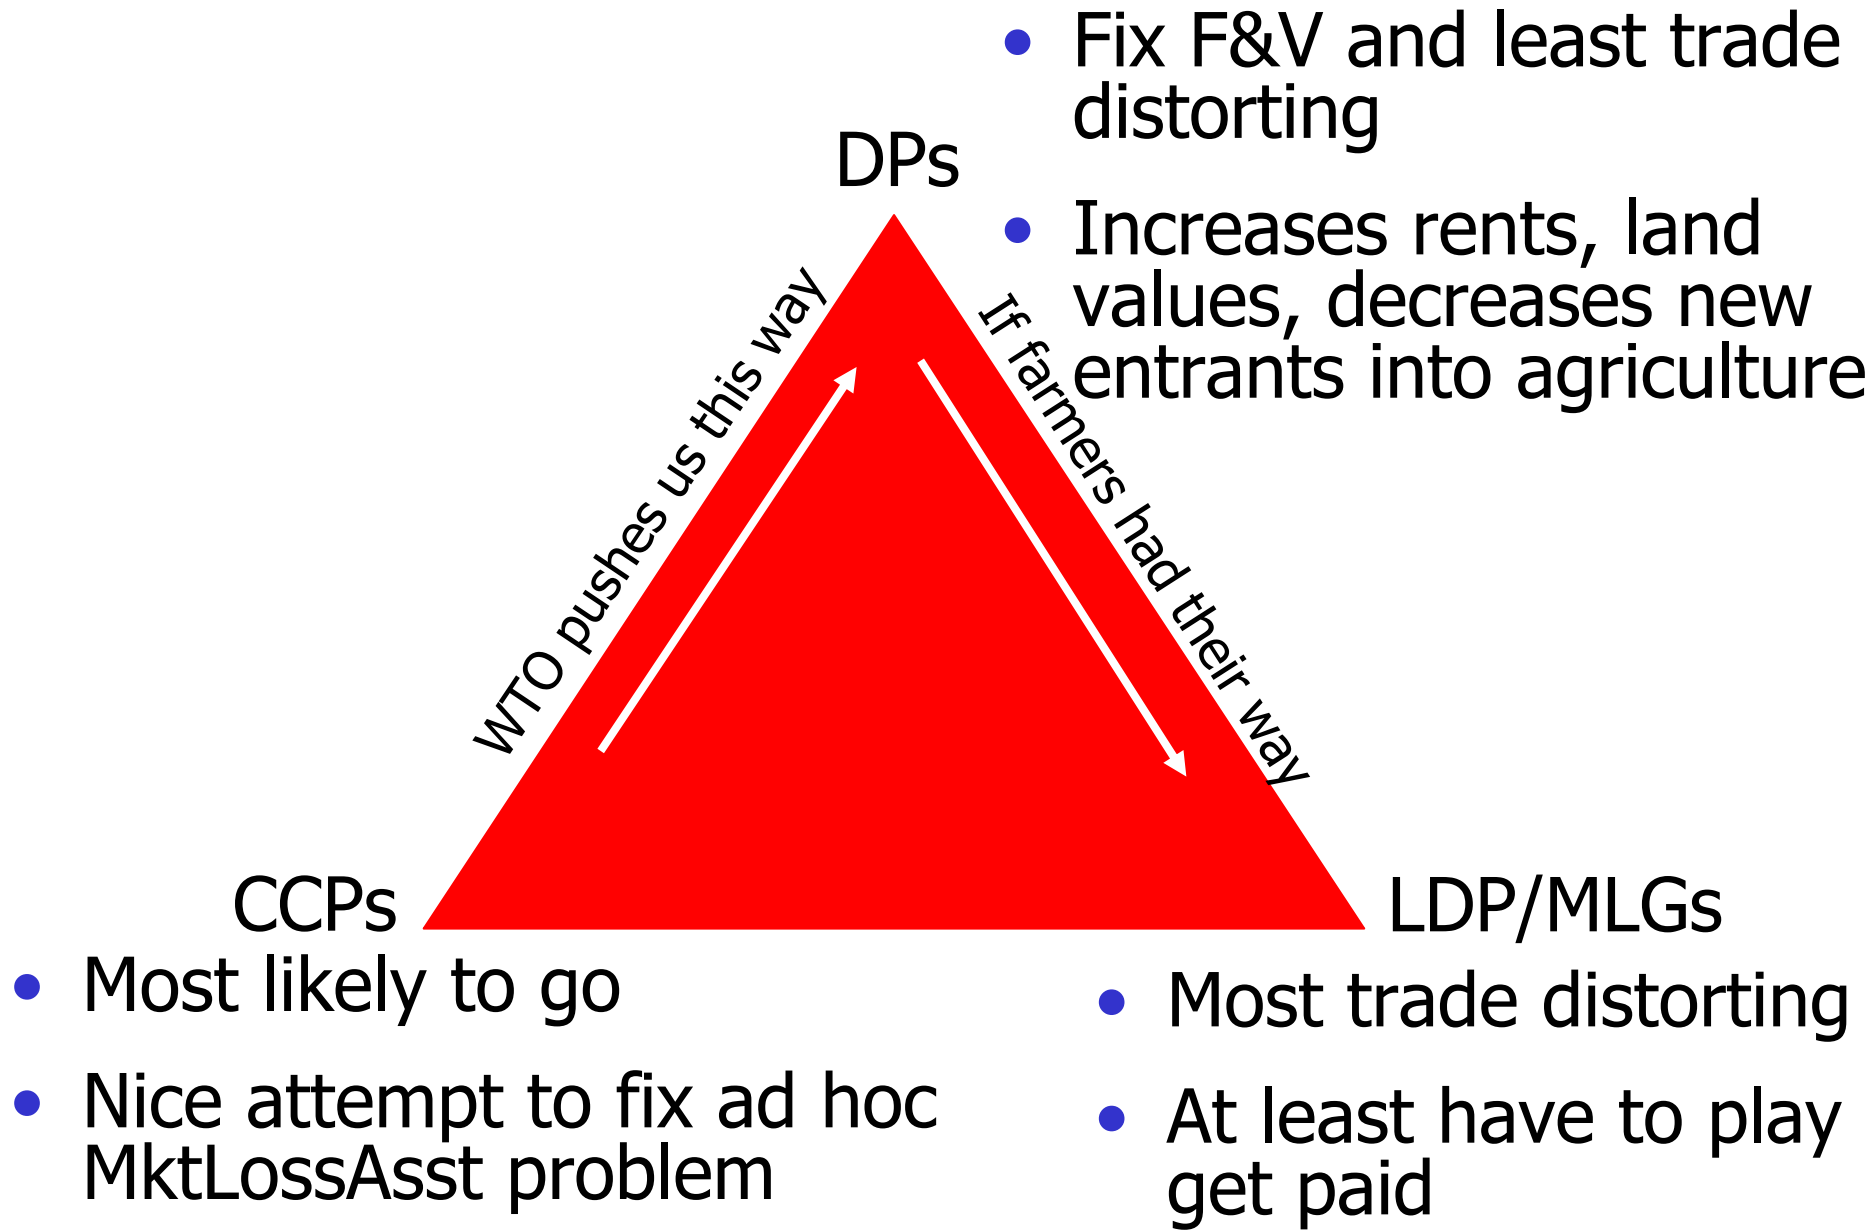 • Fix F&V and least trade
distorting
DPs
• Increases rents, land
values, decreases new
entrants into agriculture
WTO pushes us this way
If farmers had their way
CCPs
• Most likely to go
• Nice attempt to fix ad hoc
MktLossAsst problem
LDP/MLGs
• Most trade distorting
• At least have to play
get paid